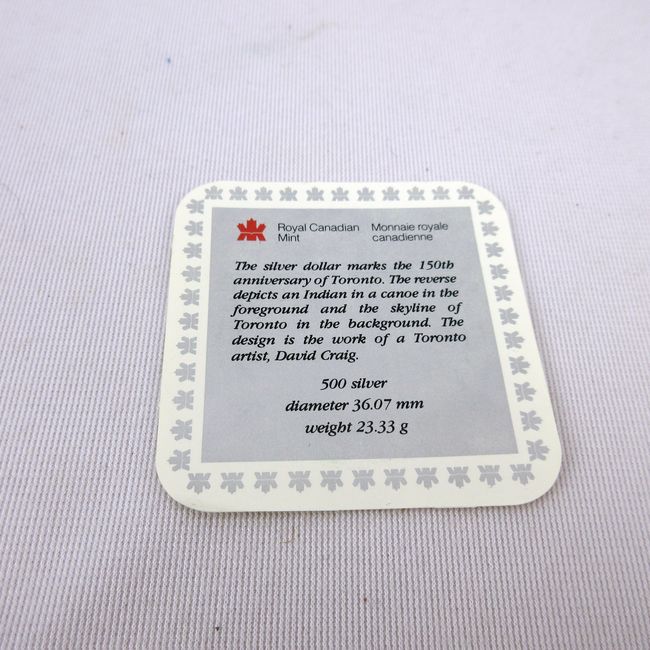 Royal Canadian Mint Monnaie royale canadienne
The silver dollar marks the 150th
anniversary of Toronto. The reverse
depicts an Indian in a canoe in the
foreground and the skyline of
Toronto in the background. The
design is the work of a Toronto
artist, David Craig.
500 silver
diameter 36.07 mm
weight 23.33 g